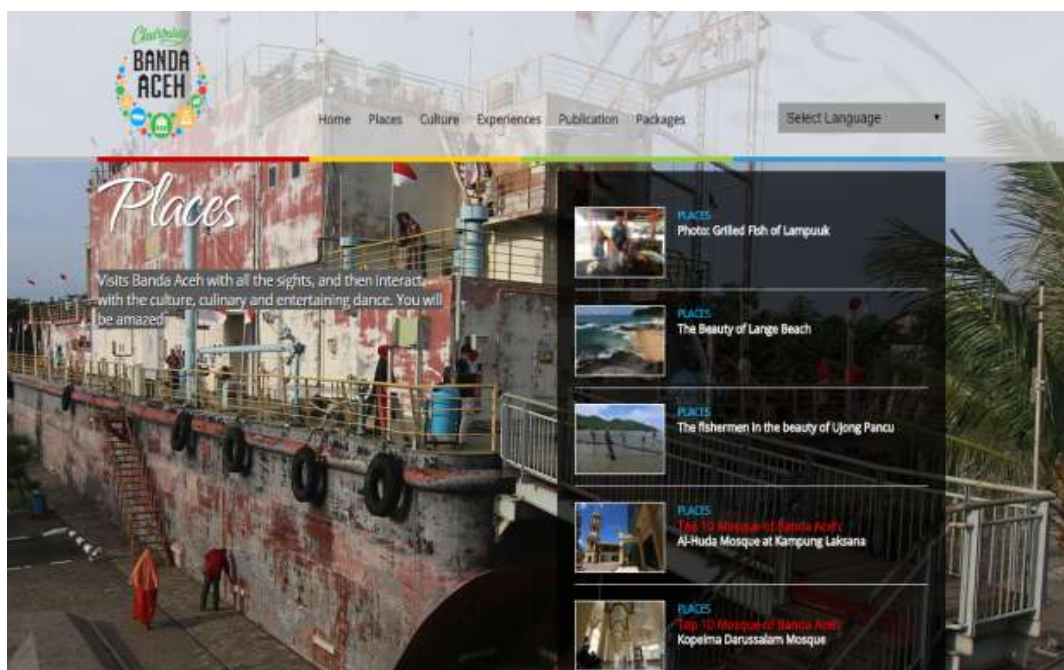 Charming
BANDA
ACEH
Home Places Culture Experiences Publication Packages
Select Language
Places
Visits Banda Aceh with all the sights, and then interact,
with the culture, culinary and entertaining dance. You will
be amazed
PLACES
Photo: Grilled Fish of Lampuuk
PLACES
The Beauty of Lange Beach
PLACES
The fishermen in the beauty of Ujong Pancu
PLACES
Top 10 Mosque of Banda Aceh
Al-Huda Mosque at Kampung Laksana
PLACES
Top 10 Mosque of Banda Aceh
Kopelma Darussalam Mosque